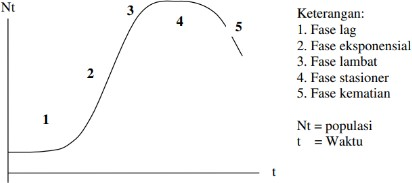 Nt
3
4
5
2
1
t
Keterangan:
1. Fase lag
2. Fase eksponensial
3. Fase lambat
4. Fase stasioner
5. Fase kematian
Nt = populasi
t = Waktu